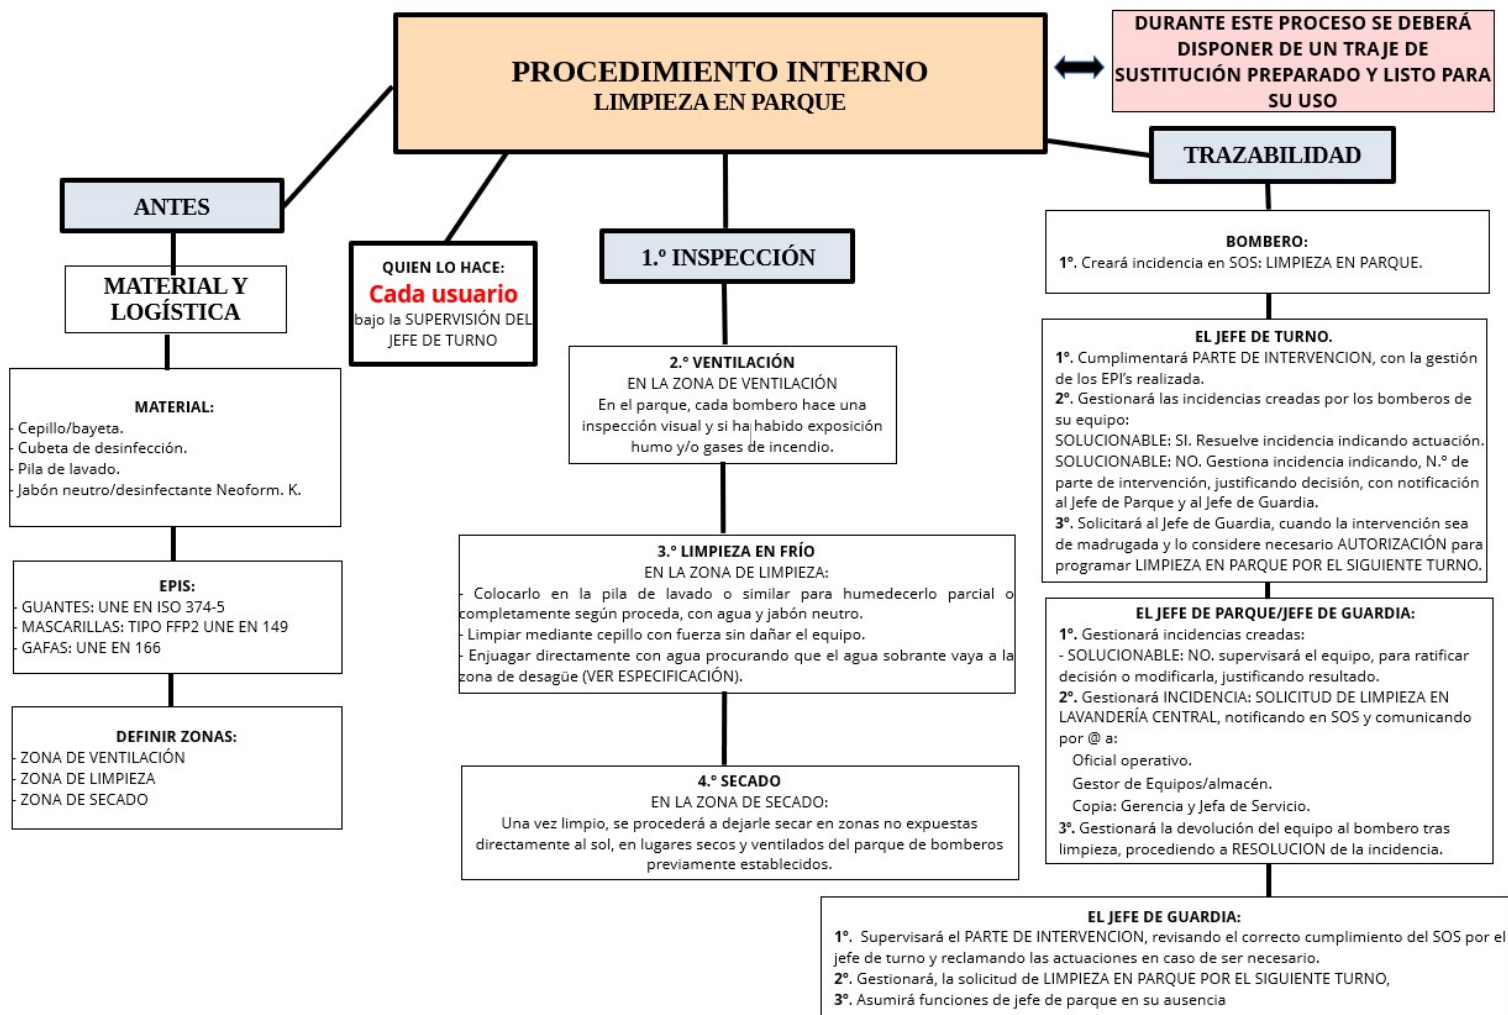 PROCEDIMIENTO INTERNO
LIMPIEZA EN PARQUE
DURANTE ESTE PROCESO SE DEBERÁ
DISPONER DE UN TRAJE DE
SUSTITUCIÓN PREPARADO Y LISTO PARA
SU USO
ANTES
MATERIAL Y
LOGÍSTICA
MATERIAL:
- Cepillo/bayeta.
- Cubeta de desinfección.
- Pila de lavado.
- Jabón neutro/desinfectante Neoform. K.
EPIS:
- GUANTES: UNE EN ISO 374-5
- MASCARILLAS: TIPO FFP2 UNE EN 149
- GAFAS: UNE EN 166
DEFINIR ZONAS:
- ZONA DE VENTILACIÓN
- ZONA DE LIMPIEZA
- ZONA DE SECADO
QUIEN LO HACE:
Cada usuario
bajo la SUPERVISIÓN DEL
JEFE DE TURNO
1.º INSPECCIÓN
2.º VENTILACIÓN
EN LA ZONA DE VENTILACIÓN
En el parque, cada bombero hace una
inspección visual y si ha habido exposición
humo y/o gases de incendio.
3.º LIMPIEZA EN FRÍO
EN LA ZONA DE LIMPIEZA:
- Colocarlo en la pila de lavado o similar para humedecerlo parcial o
completamente según proceda, con agua y jabón neutro.
- Limpiar mediante cepillo con fuerza sin dañar el equipo.
- Enjuagar directamente con agua procurando que el agua sobrante vaya a la
zona de desagüe (VER ESPECIFICACIÓN).
4.º SECADO
EN LA ZONA DE SECADO:
Una vez limpio, se procederá a dejarle secar en zonas no expuestas
directamente al sol, en lugares secos y ventilados del parque de bomberos
previamente establecidos.
TRAZABILIDAD
BOMBERO:
1º. Creará incidencia en SOS: LIMPIEZA EN PARQUE.
EL JEFE DE TURNO.
1º. Cumplimentará PARTE DE INTERVENCION, con la gestión
de los EPI's realizada.
2º. Gestionará las incidencias creadas por los bomberos de
su equipo:
SOLUCIONABLE: SI. Resuelve incidencia indicando actuación.
SOLUCIONABLE: NO. Gestiona incidencia indicando, N.º de
parte de intervención, justificando decisión, con notificación
al Jefe de Parque y al Jefe de Guardia.
3º. Solicitará al Jefe de Guardia, cuando la intervención sea
de madrugada y lo considere necesario AUTORIZACIÓN para
programar LIMPIEZA EN PARQUE POR EL SIGUIENTE TURNO.
EL JEFE DE PARQUE/JEFE DE GUARDIA:
1º. Gestionará incidencias creadas:
- SOLUCIONABLE: NO. supervisará el equipo, para ratificar
decisión o modificarla, justificando resultado.
2º. Gestionará INCIDENCIA: SOLICITUD DE LIMPIEZA EN
LAVANDERÍA CENTRAL, notificando en SOS y comunicando
por @ a:
Oficial operativo.
Gestor de Equipos/almacén.
Copia: Gerencia y Jefa de Servicio.
3º. Gestionará la devolución del equipo al bombero tras
limpieza, procediendo a RESOLUCION de la incidencia.
EL JEFE DE GUARDIA:
1º. Supervisará el PARTE DE INTERVENCION, revisando el correcto cumplimiento del SOS por el
jefe de turno y reclamando las actuaciones en caso de ser necesario.
2º. Gestionará, la solicitud de LIMPIEZA EN PARQUE POR EL SIGUIENTE TURNO,
3º. Asumirá funciones de jefe de parque en su ausencia